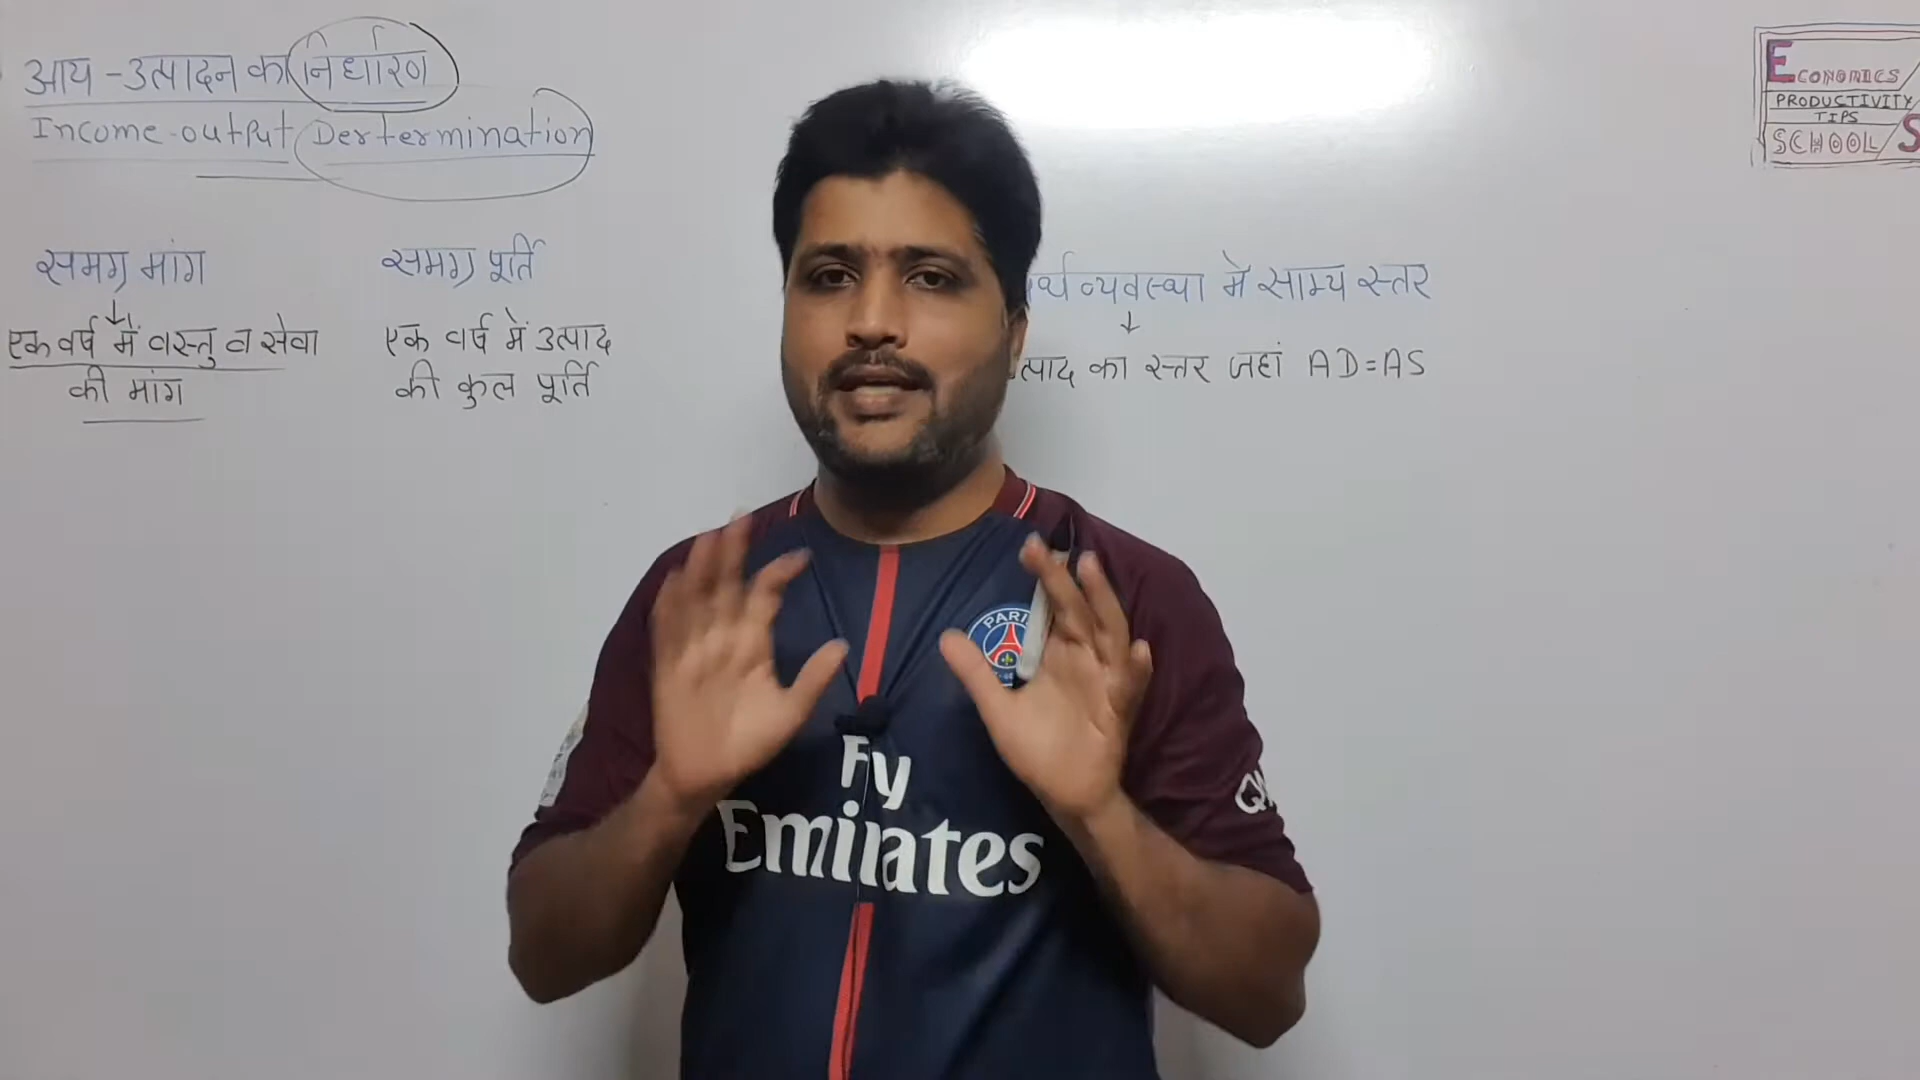 आय-उत्पादन का निर्धारण
Income-output Dertermination
समग्र मांग
एक वर्ष में वस्तु व सेवा
की मांग
समग्र पूर्ति
एक वर्ष में उत्पाद
की कुल पूर्ति
र्थव्यवस्था में साम्य स्तर
त्पाद का स्तर जहां AD=AS
ECONOMICS
PRODUCTIVITY
TIPS
SCHOOL S
PARI
Fly
Emirates